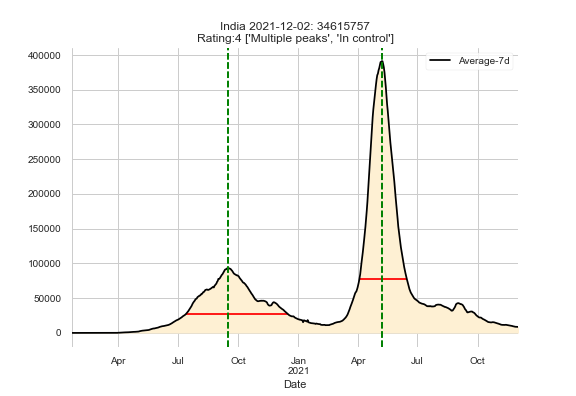 India 2021-12-02: 34615757
Rating:4 ['Multiple peaks', 'In control']
400000
350000
300000
250000
200000
150000
100000
50000
0
Average-7d
Apr
Jul
Oct
Jan
2021
Apr
Jul
Oct
Date